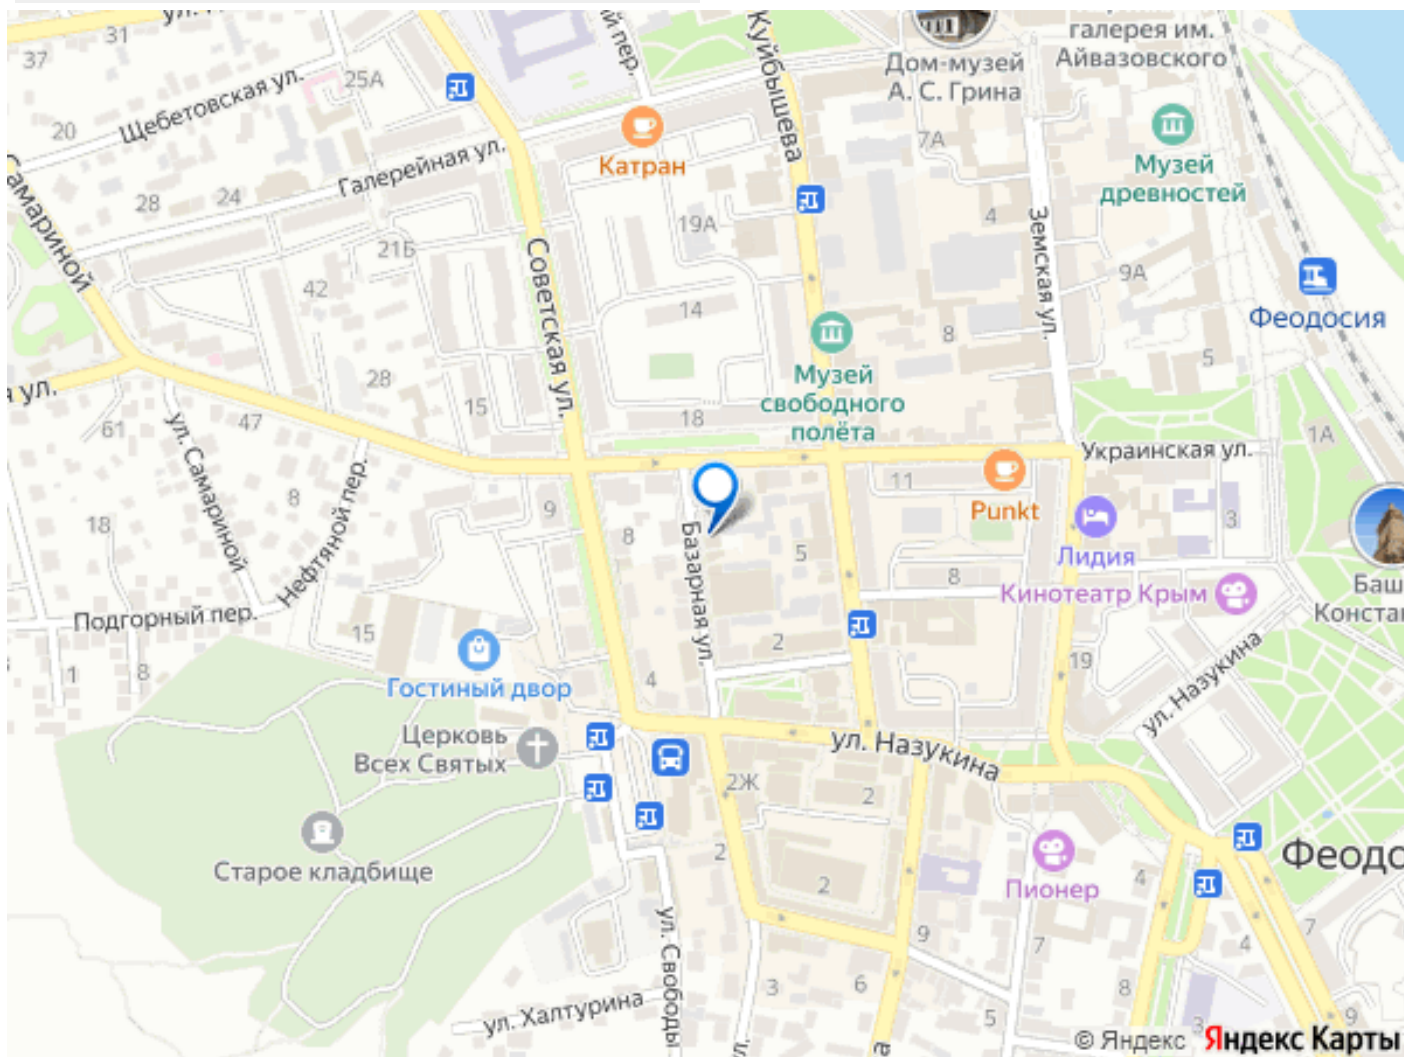 31
37
20
Щебетовская ул.
25А
Куйбышева
пер.
Дом-музей
А. С. Грина
галерея им.
Айвазовского
7А
Музей
древностей
Катран
Галерейная ул.
Самариной
28
24
21Б
19А
4
Земская ул.
9А
42
Советская ул.
14
8
Феодосия
Музей
свободного
полёта
5
28
15
18
ул.
61
47
ул. Самариной
8
Нефтяной пер.
18
9
8
Базарная ул.
5
11
Punkt
Украинская ул.
1А
3
Лидия
8
Кинотеатр Крым
Подгорный пер.
15
1
8
2
4
19
ул. Назукина
Гостиный двор
Церковь
Всех Святых
ул. Назукина
2Ж
2
2
2
Старое кладбище
Пионер
4
9
7
4
7
8
3
6
5
3
9
ул. Свободы
ул. Халтурина
© Яндекс Яндекс Карты